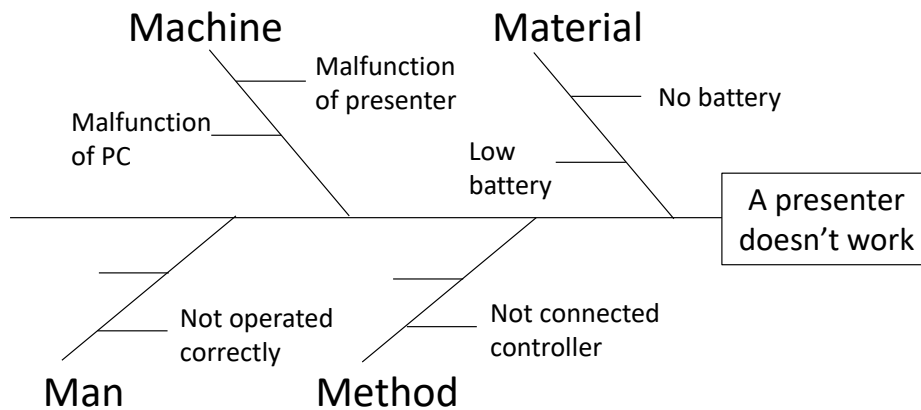 Machine
Material
Malfunction
of presenter
No battery
Malfunction
of PC
Low
battery
A presenter
doesn’t work
Not operated
correctly
Not connected
controller
Man
Method